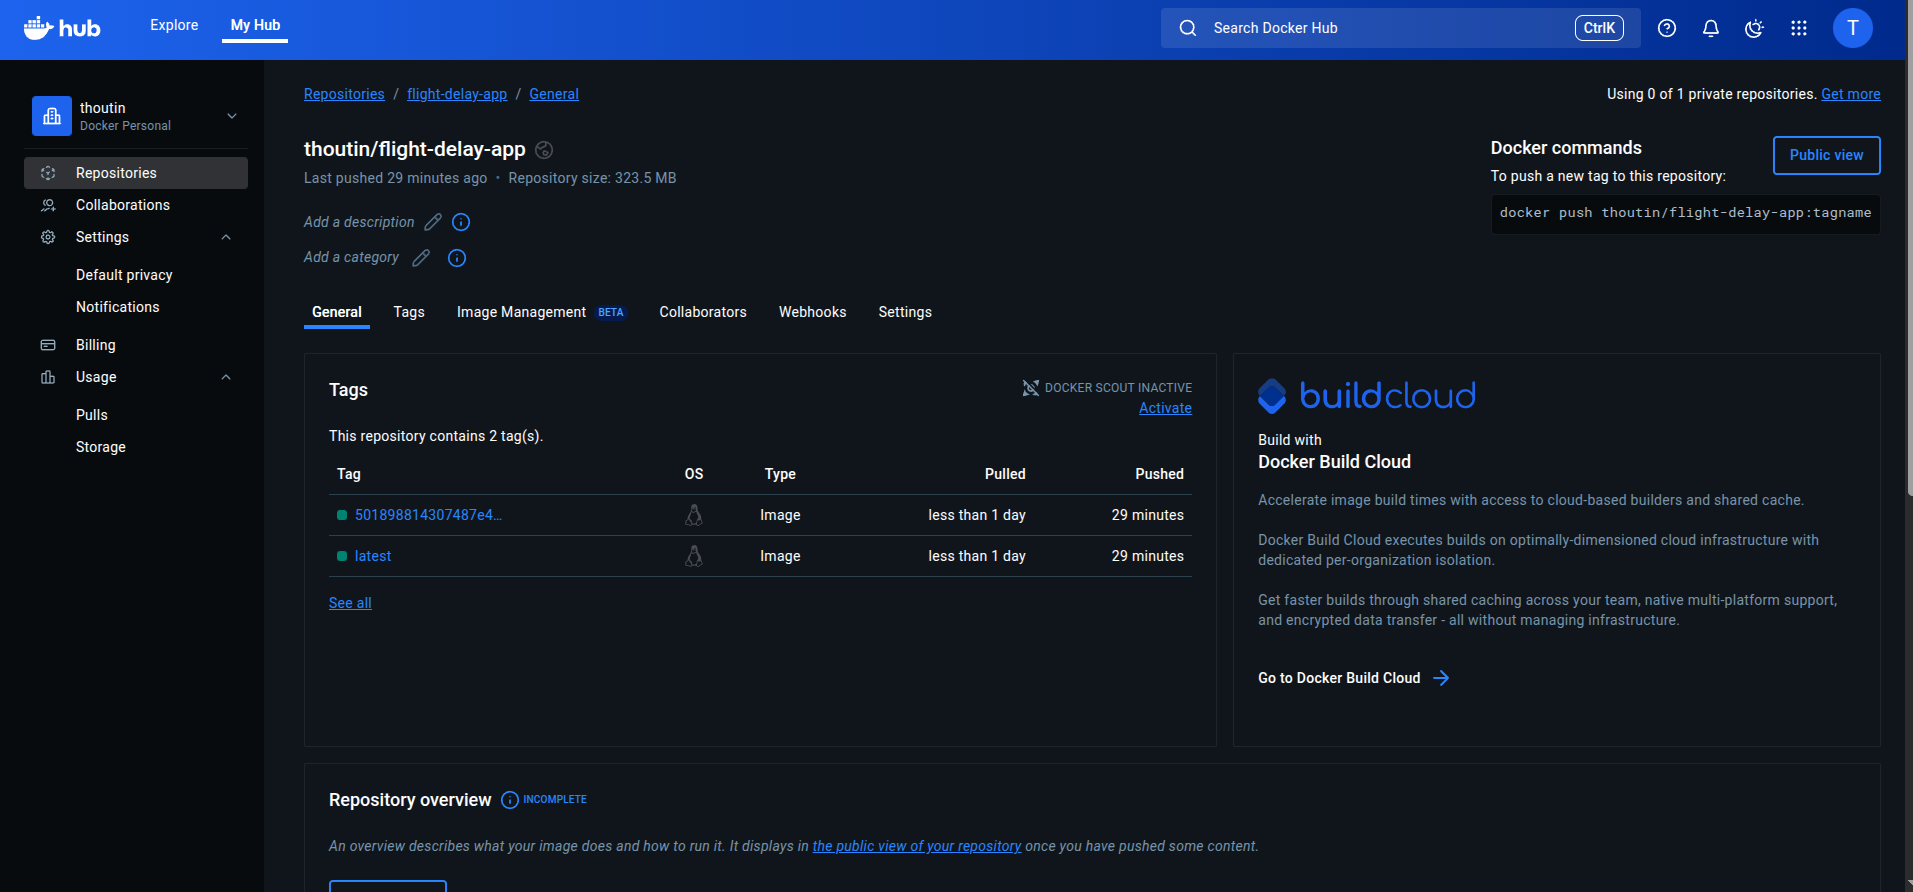 hub
Explore
My Hub
Search Docker Hub
CtrlK
T
thoutin
Docker Personal
Repositories
Collaborations
Settings
Default privacy
Notifications
Billing
Usage
Pulls
Storage
Repositories / flight-delay-app / General
Using 0 of 1 private repositories. Get more
thoutin/flight-delay-app
Last pushed 29 minutes ago • Repository size: 323.5 MB
Add a description
Add a category
Docker commands
Public view
To push a new tag to this repository:
docker push thoutin/flight-delay-app:tagname
General Tags Image Management BETA Collaborators Webhooks Settings
Tags
DOCKER SCOUT INACTIVE
Activate
This repository contains 2 tag(s).
Tag OS Type Pulled Pushed
501898814307487e4... Image less than 1 day 29 minutes
latest Image less than 1 day 29 minutes
See all
buildcloud
Build with
Docker Build Cloud
Accelerate image build times with access to cloud-based builders and shared cache.
Docker Build Cloud executes builds on optimally-dimensioned cloud infrastructure with
dedicated per-organization isolation.
Get faster builds through shared caching across your team, native multi-platform support,
and encrypted data transfer - all without managing infrastructure.
Go to Docker Build Cloud
Repository overview INCOMPLETE
An overview describes what your image does and how to run it. It displays in the public view of your repository once you have pushed some content.